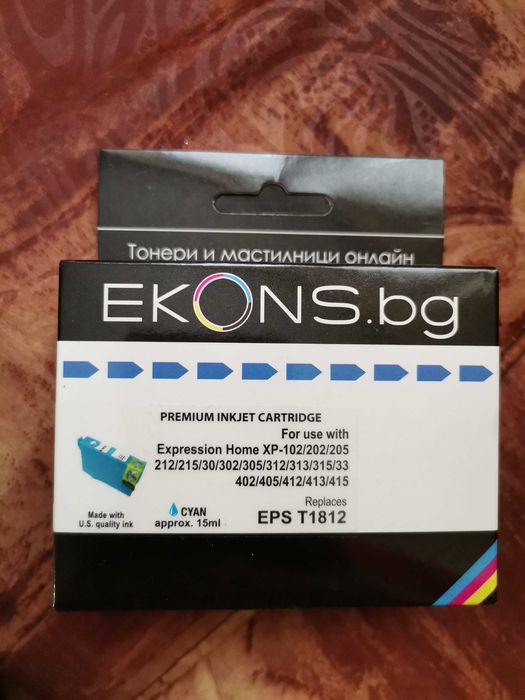 Тонери и мастилници онлайн
EKONS.bg
PREMIUM INKJET CARTRIDGE
For use with
Expression Home XP-102/202/205
212/215/30/302/305/312/313/315/33
402/405/412/413/415
Replaces
EPS T1812
CYAN
approx. 15ml
Made with
U.S. quality ink